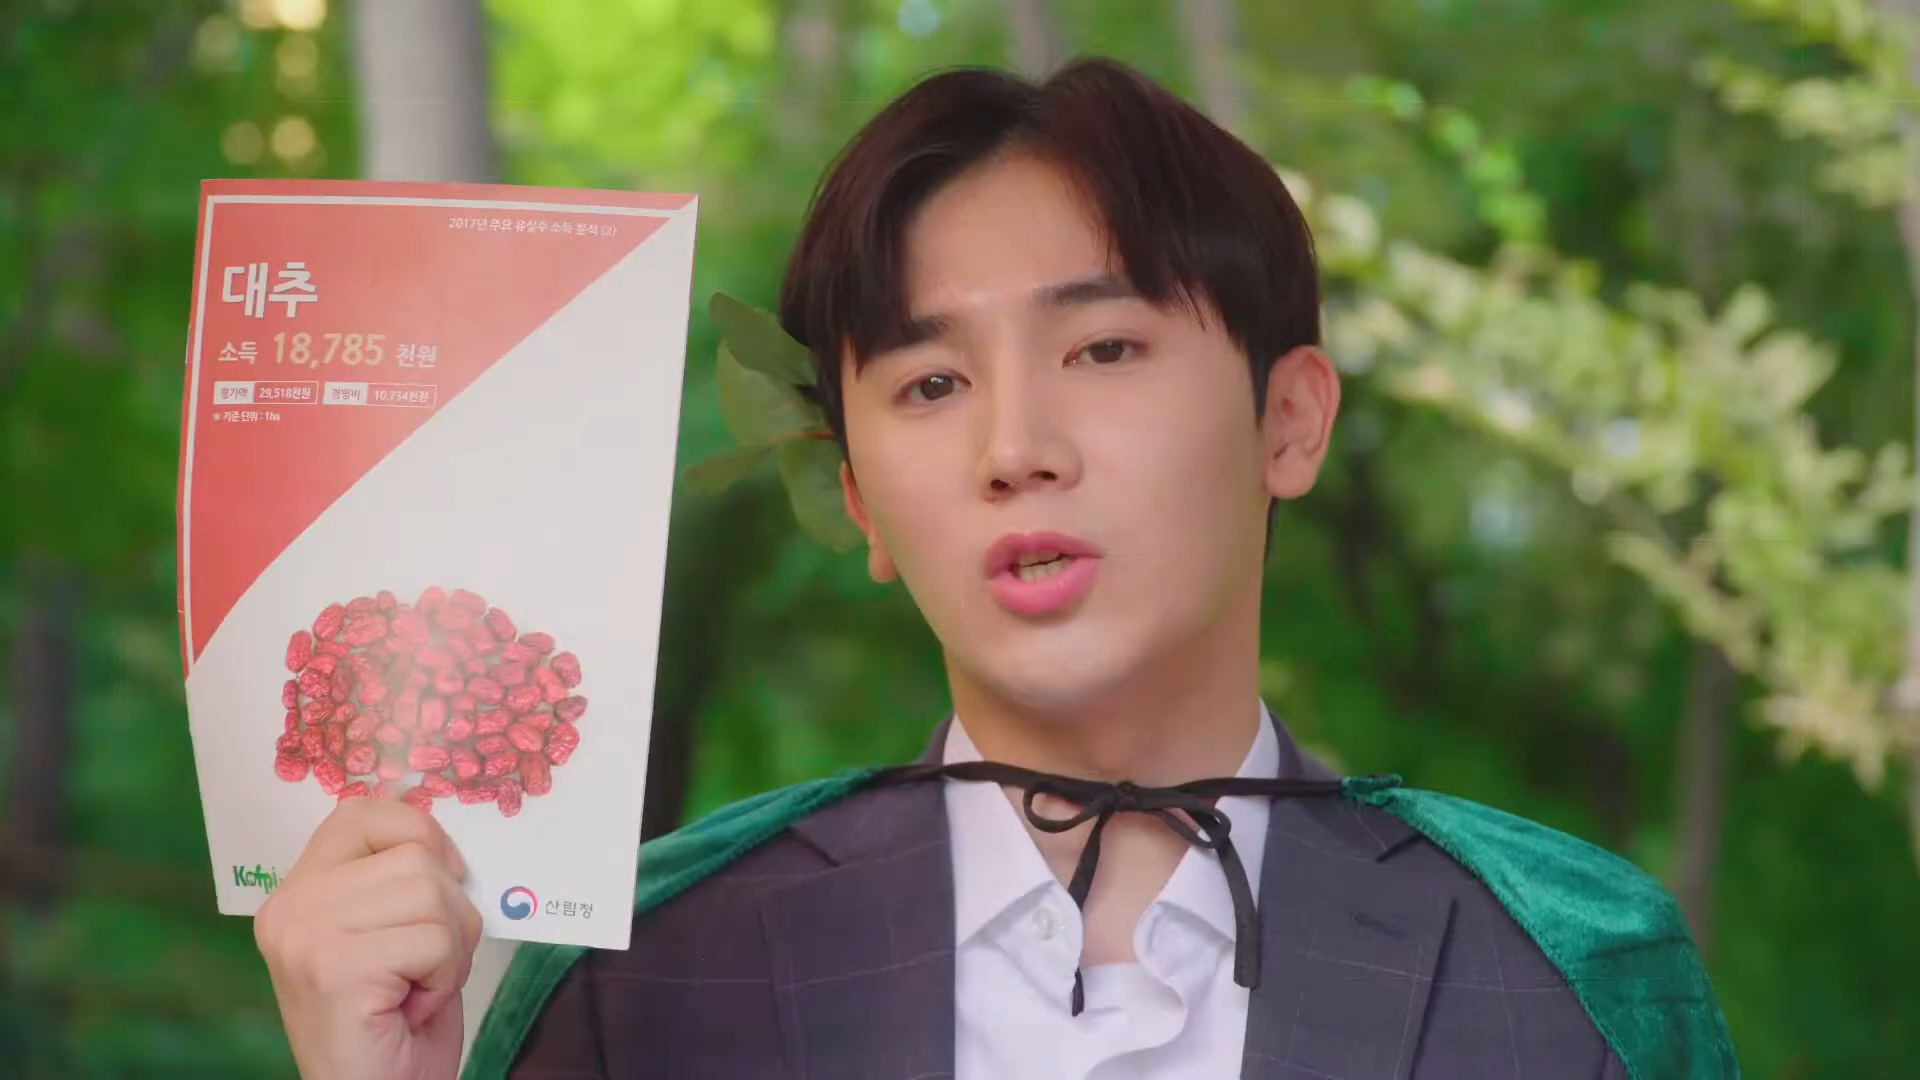 2017년 주요 유실수 소득 분석 (2)
대추
소득 18,785 천원
평가액 29,518천원 경영비 10,734천원
※ 기준 단위 : 1ha
Kofpi
산림청